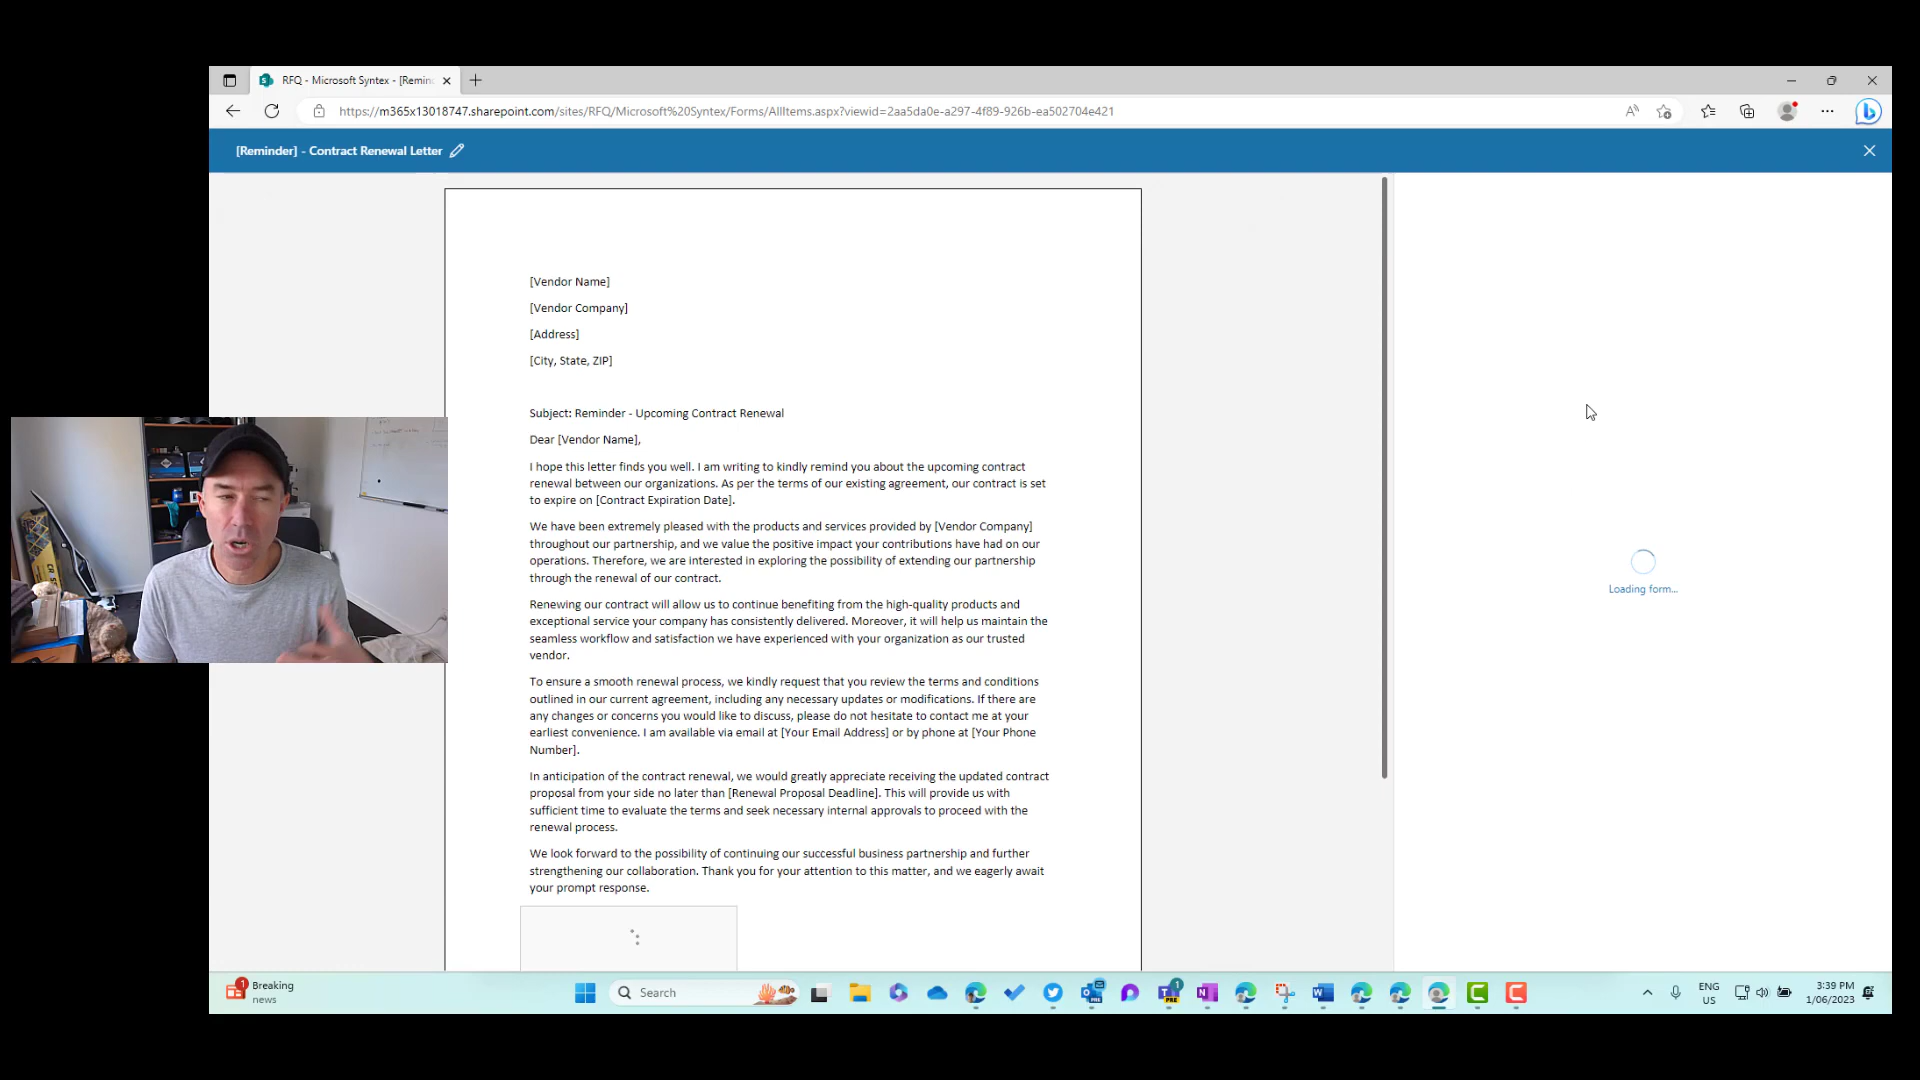 RFQ - Microsoft Syntex - [Remin
https://m365x13018747.sharepoint.com/sites/RFQ/Microsoft%20Syntex/Forms/AllItems.aspx?viewid=2aa5da0e-a297-4f89-926b-ea502704e421
[Reminder] - Contract Renewal Letter
[Vendor Name]
[Vendor Company]
[Address]
[City, State, ZIP]
Subject: Reminder - Upcoming Contract Renewal
Dear [Vendor Name],
I hope this letter finds you well. I am writing to kindly remind you about the upcoming contract
renewal between our organizations. As per the terms of our existing agreement, our contract is set
to expire on [Contract Expiration Date].
We have been extremely pleased with the products and services provided by [Vendor Company]
throughout our partnership, and we value the positive impact your contributions have had on our
operations. Therefore, we are interested in exploring the possibility of extending our partnership
through the renewal of our contract.
Renewing our contract will allow us to continue benefiting from the high-quality products and
exceptional service your company has consistently delivered. Moreover, it will help us maintain the
seamless workflow and satisfaction we have experienced with your organization as our trusted
vendor.
To ensure a smooth renewal process, we kindly request that you review the terms and conditions
outlined in our current agreement, including any necessary updates or modifications. If there are
any changes or concerns you would like to discuss, please do not hesitate to contact me at your
earliest convenience. I am available via email at [Your Email Address] or by phone at [Your Phone
Number].
In anticipation of the contract renewal, we would greatly appreciate receiving the updated contract
proposal from your side no later than [Renewal Proposal Deadline]. This will provide us with
sufficient time to evaluate the terms and seek necessary internal approvals to proceed with the
renewal process.
We look forward to the possibility of continuing our successful business partnership and further
strengthening our collaboration. Thank you for your attention to this matter, and we eagerly await
your prompt response.
Loading form...
1
Breaking
news
Search
1
ENG
US
3:39 PM
1/06/2023